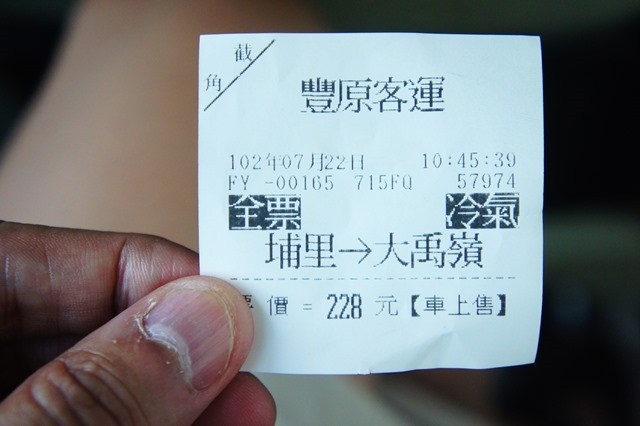 截角
豐原客運
102年07月22日 10:45:39
FY -00165 715FQ 57974
全票 冷氣
埔里→大禹嶺
價 = 228 元【車上售】